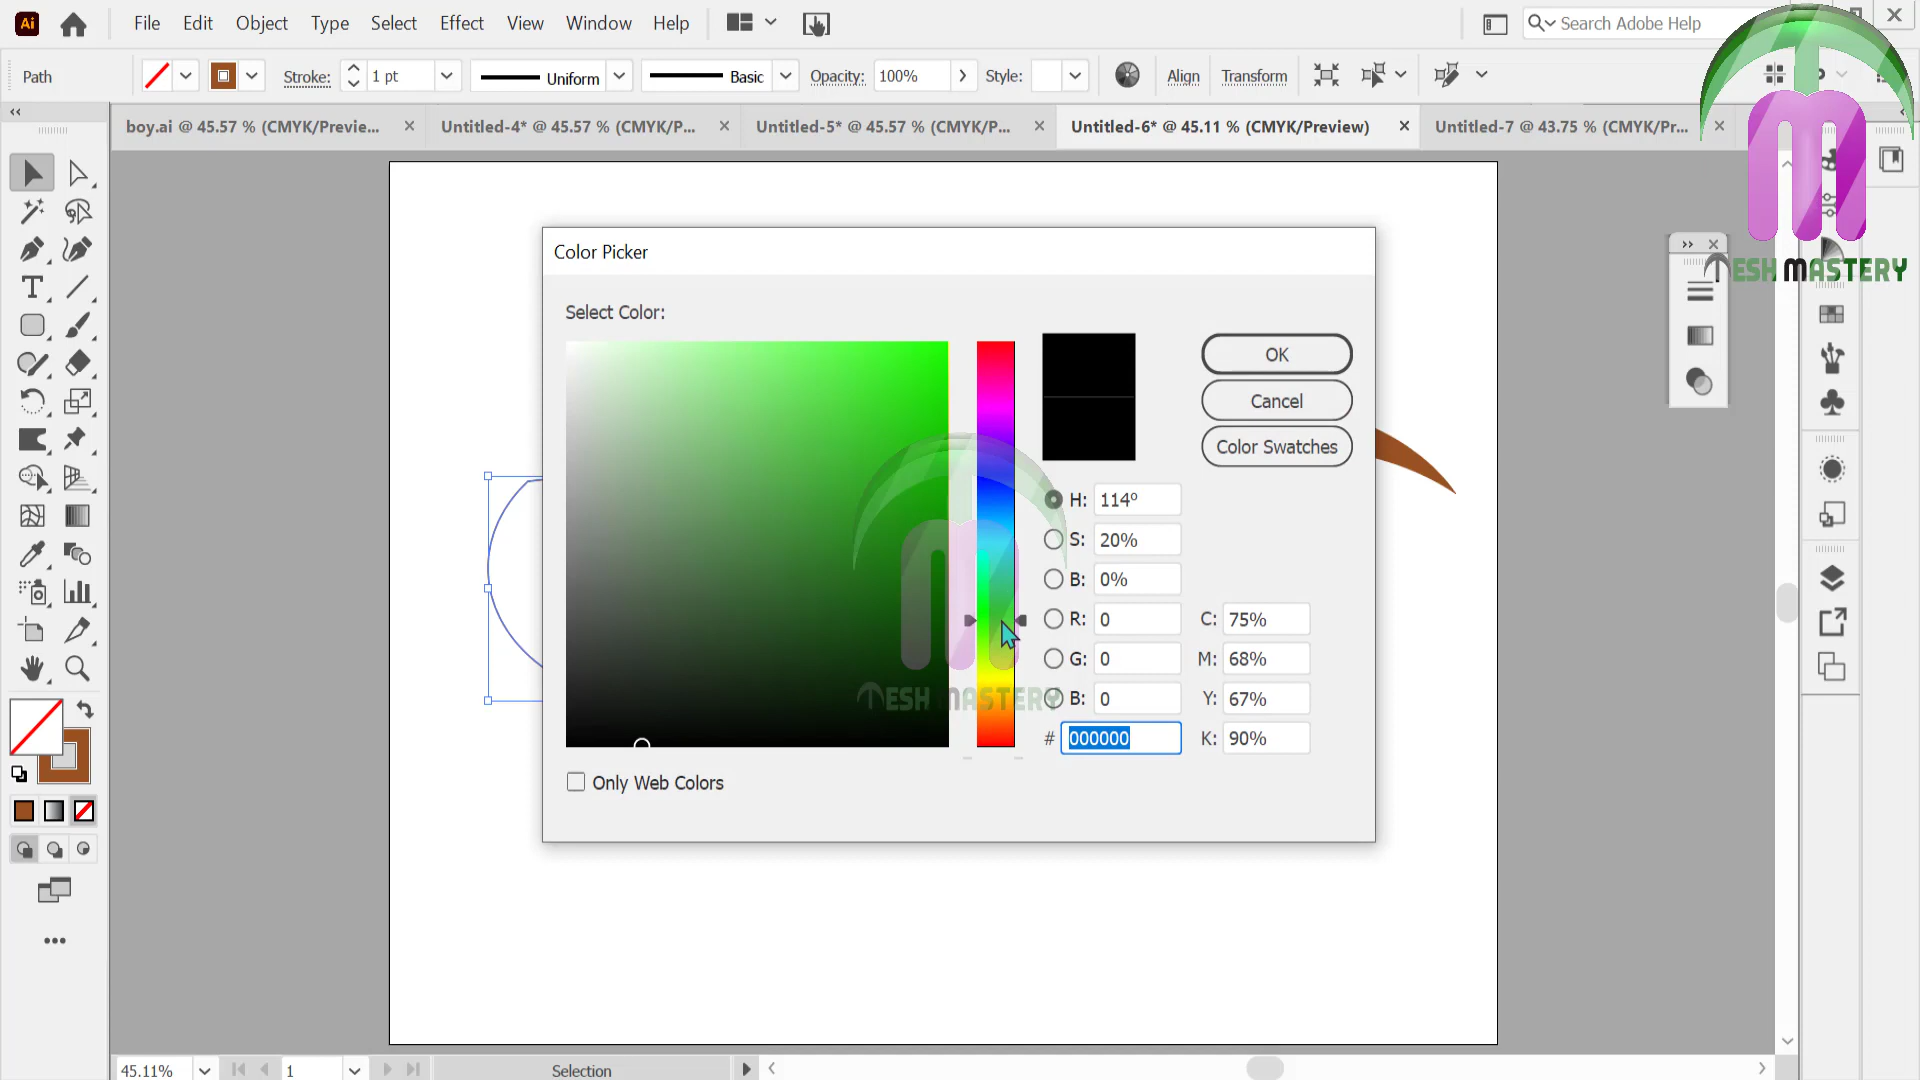 Ai File Edit Object Type Select Effect View Window Help Search Adobe Help
Path Stroke: 1 pt Uniform Basic Opacity: 100% Style: Align Transform
boy.ai @ 45.57 % (CMYK/Previe... Untitled-4* @ 45.57 % (CMYK/P... Untitled-5* @ 45.57 % (CMYK/P... Untitled-6* @ 45.11 % (CMYK/Preview) Untitled-7 @ 43.75 % (CMYK/Pr...
TESH MASTERY
Color Picker
Select Color:
OK
Cancel
Color Swatches
H: 114º
S: 20%
B: 0%
R: 0 C: 75%
G: 0 M: 68%
B: 0 Y: 67%
# 000000 K: 90%
TESH MASTERY
Only Web Colors
45.11% 1 Selection